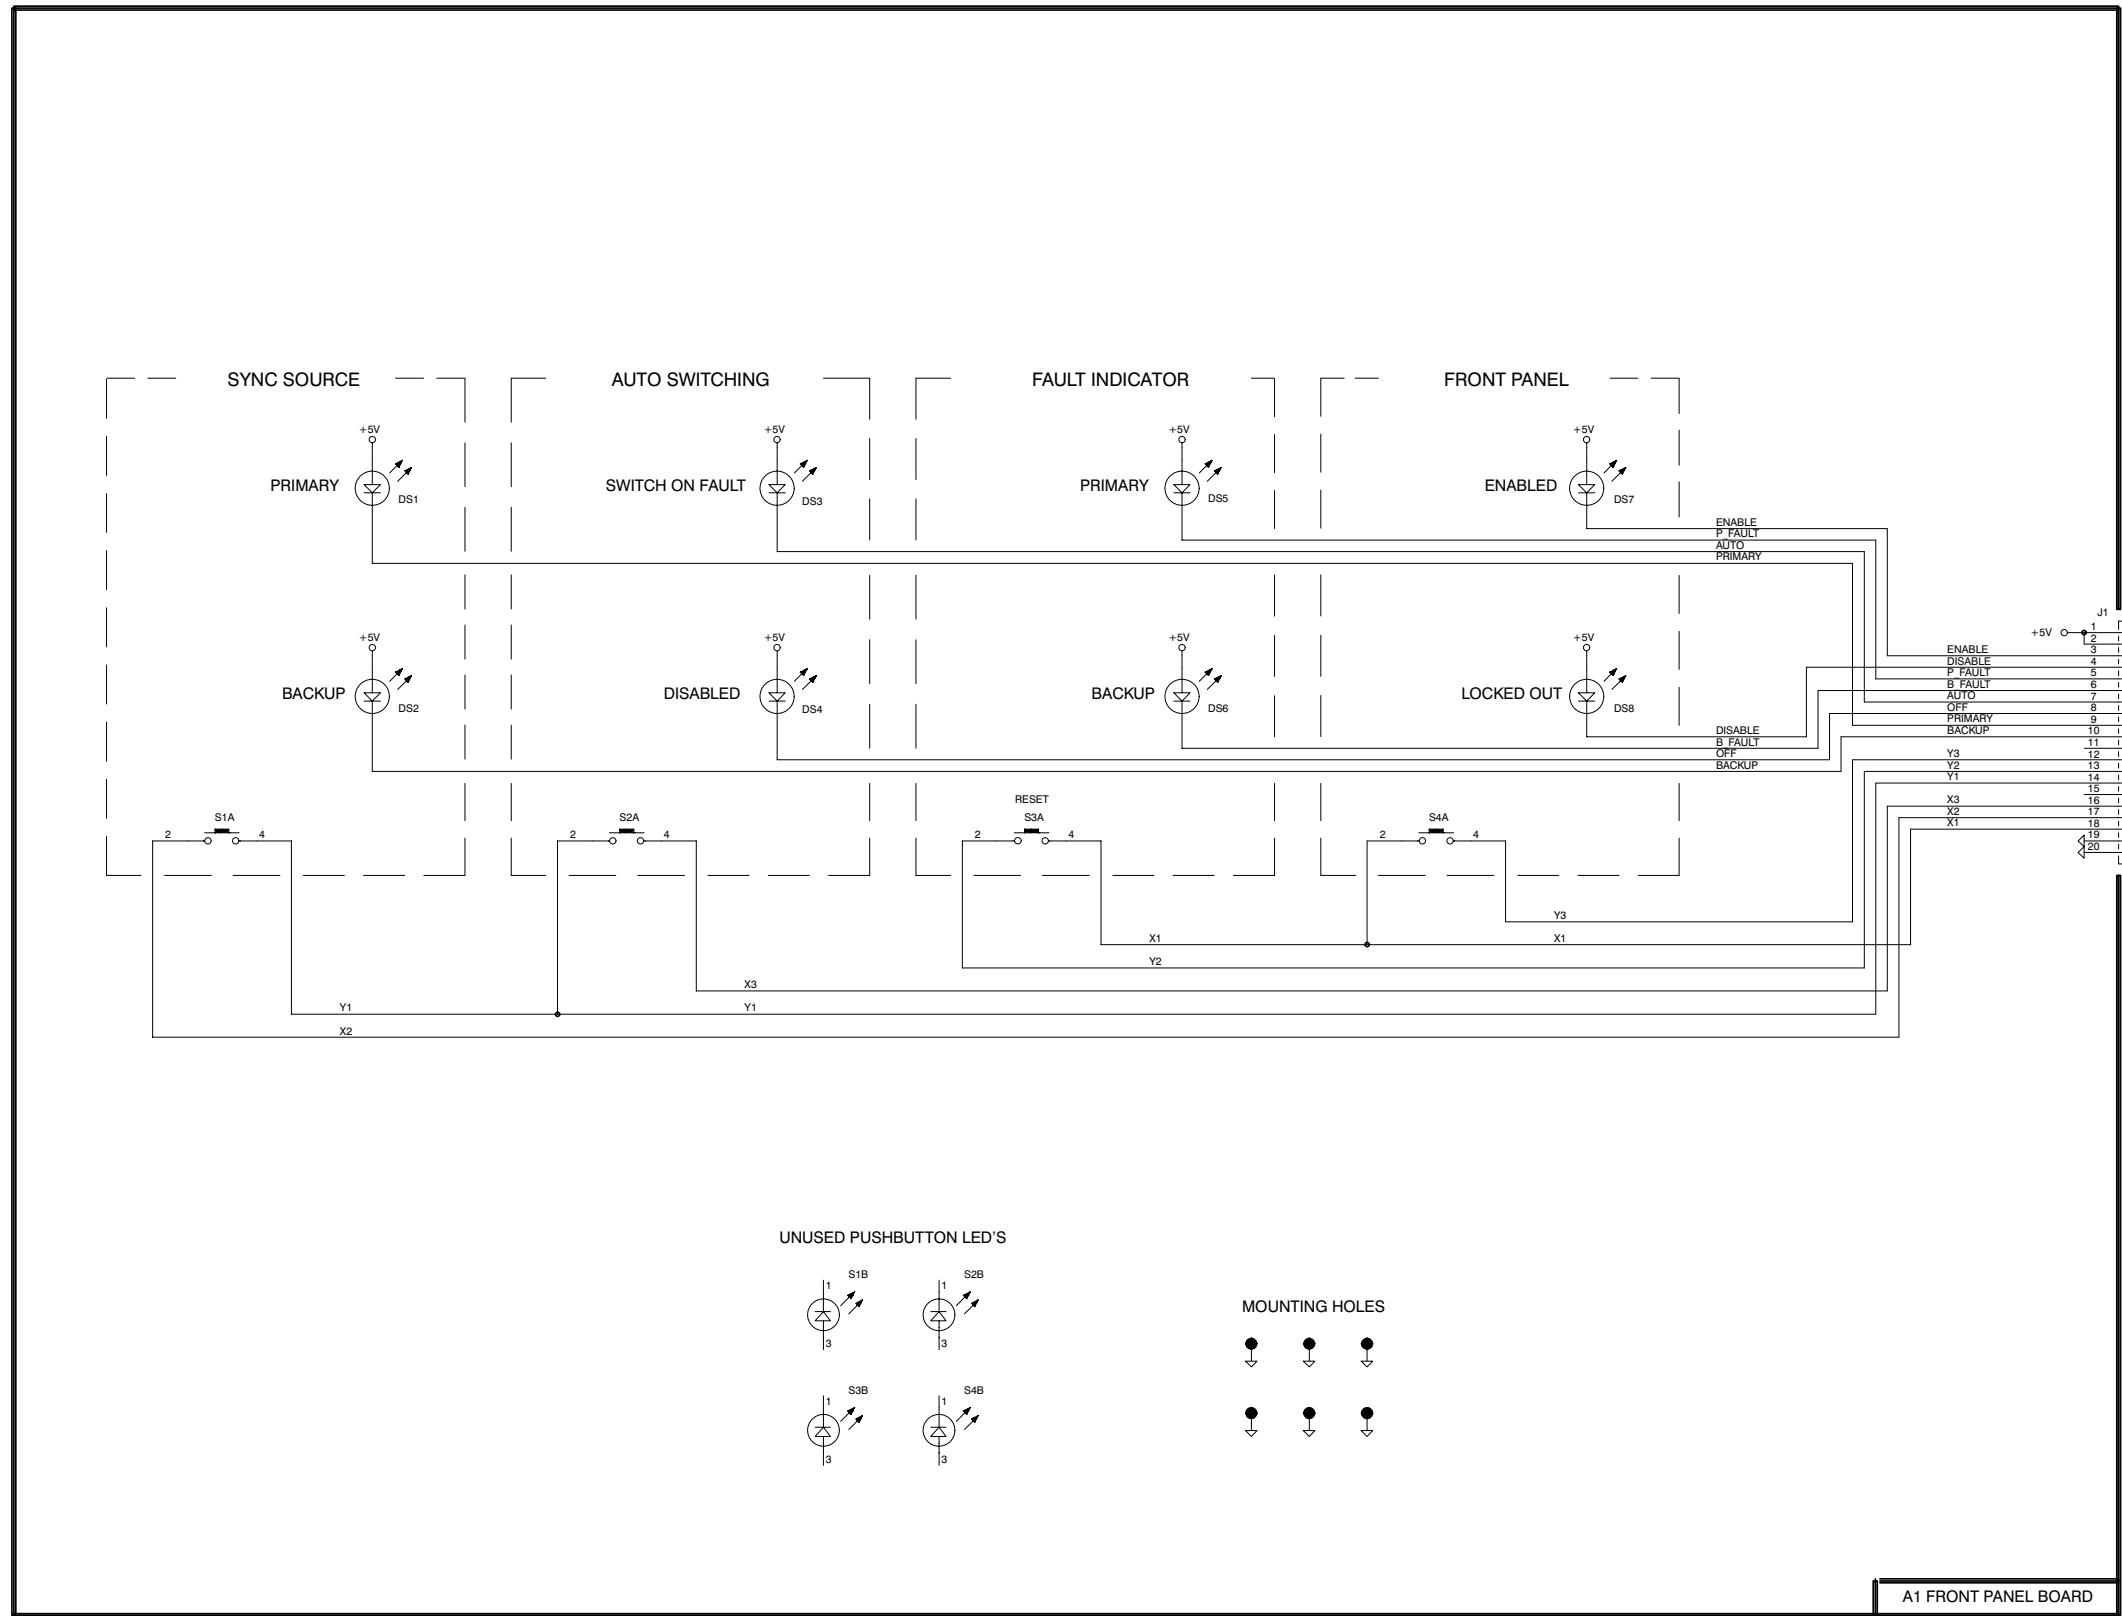 SYNC SOURCE
AUTO SWITCHING
FAULT INDICATOR
FRONT PANEL
+5V
+5V
+5V
+5V
PRIMARY
DS1
SWITCH ON FAULT
DS3
PRIMARY
DS5
ENABLED
DS7
ENABLE
P_FAULT
AUTO
PRIMARY
+5V
+5V
+5V
+5V
BACKUP
DS2
DISABLED
DS4
BACKUP
DS6
LOCKED OUT
DS8
DISABLE
B_FAULT
OFF
BACKUP
J1
+5V
1
2
ENABLE 3
DISABLE 4
P_FAULT 5
B_FAULT 6
AUTO 7
OFF 8
PRIMARY 9
BACKUP 10
11
Y3 12
Y2 13
Y1 14
15
X3 16
X2 17
X1 18
19
20
RESET
S1A
S2A
S3A
S4A
2 4
2 4
2 4
2 4
Y3
X1 X1
Y2
X3
Y1 Y1
X2
UNUSED PUSHBUTTON LED'S
S1B
S2B
1
1
3
3
S3B
S4B
1
1
3
3
MOUNTING HOLES
A1 FRONT PANEL BOARD